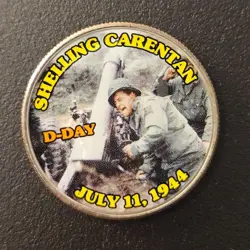 SHELLING CARENTAN
D-DAY
JULY 11, 1944